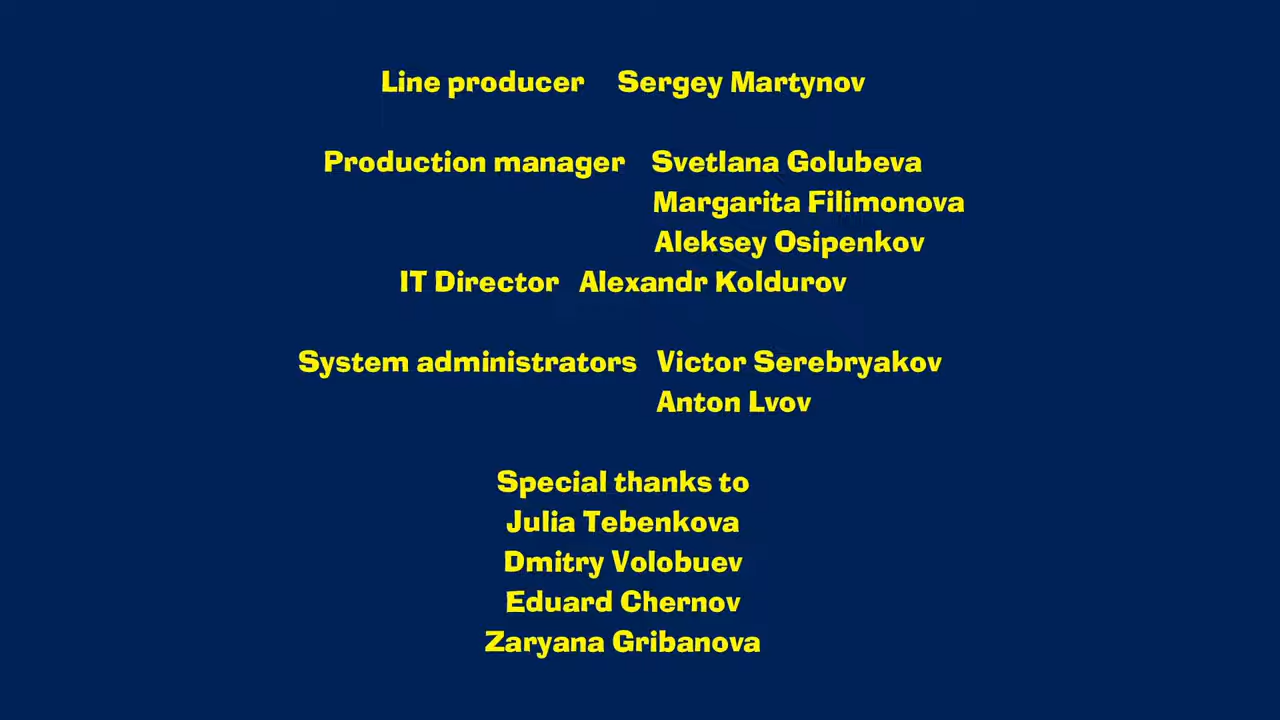 Line producer Sergey Martynov
Production manager Svetlana Golubeva
Margarita Filimonova
Aleksey Osipenkov
IT Director Alexandr Koldurov
System administrators Victor Serebryakov
Anton Lvov
Special thanks to
Julia Tebenkova
Dmitry Volobuev
Eduard Chernov
Zaryana Gribanova